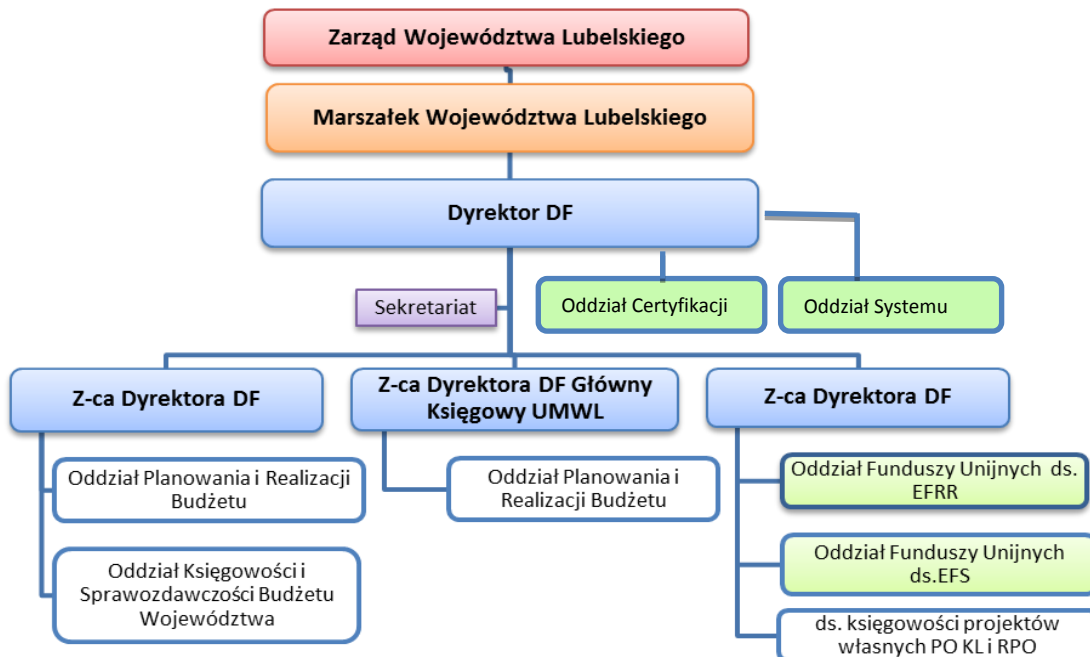 Zarząd Województwa Lubelskiego
Marszałek Województwa Lubelskiego
Dyrektor DF
Sekretariat
Oddział Certyfikacji
Oddział Systemu
Z-ca Dyrektora DF
Z-ca Dyrektora DF Główny
Księgowy UMWL
Z-ca Dyrektora DF
Oddział Planowania i Realizacji
Budżetu
Oddział Księgowości i
Sprawozdawczości Budżetu
Województwa
Oddział Planowania i
Realizacji Budżetu
Oddział Funduszy Unijnych ds.
EFRR
Oddział Funduszy Unijnych
ds.EFS
ds. księgowości projektów
własnych PO KL i RPO